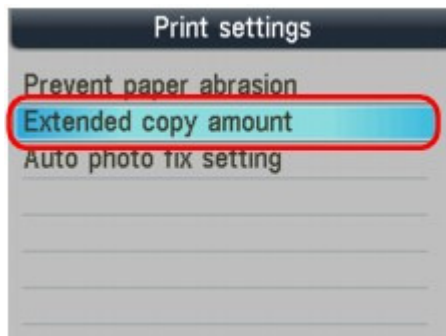 Print settings
Prevent paper abrasion
Extended copy amount
Auto photo fix setting